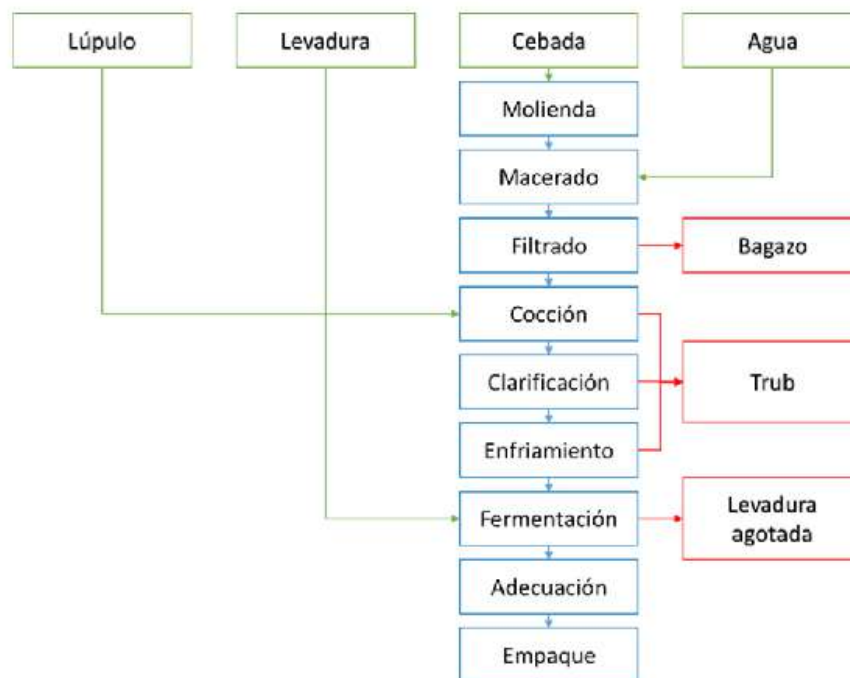 Lúpulo
Levadura
Cebada
Agua
Molienda
Macerado
Filtrado
Bagazo
Cocción
Clarificación
Trub
Enfriamiento
Fermentación
Levadura
agotada
Adecuación
Empaque